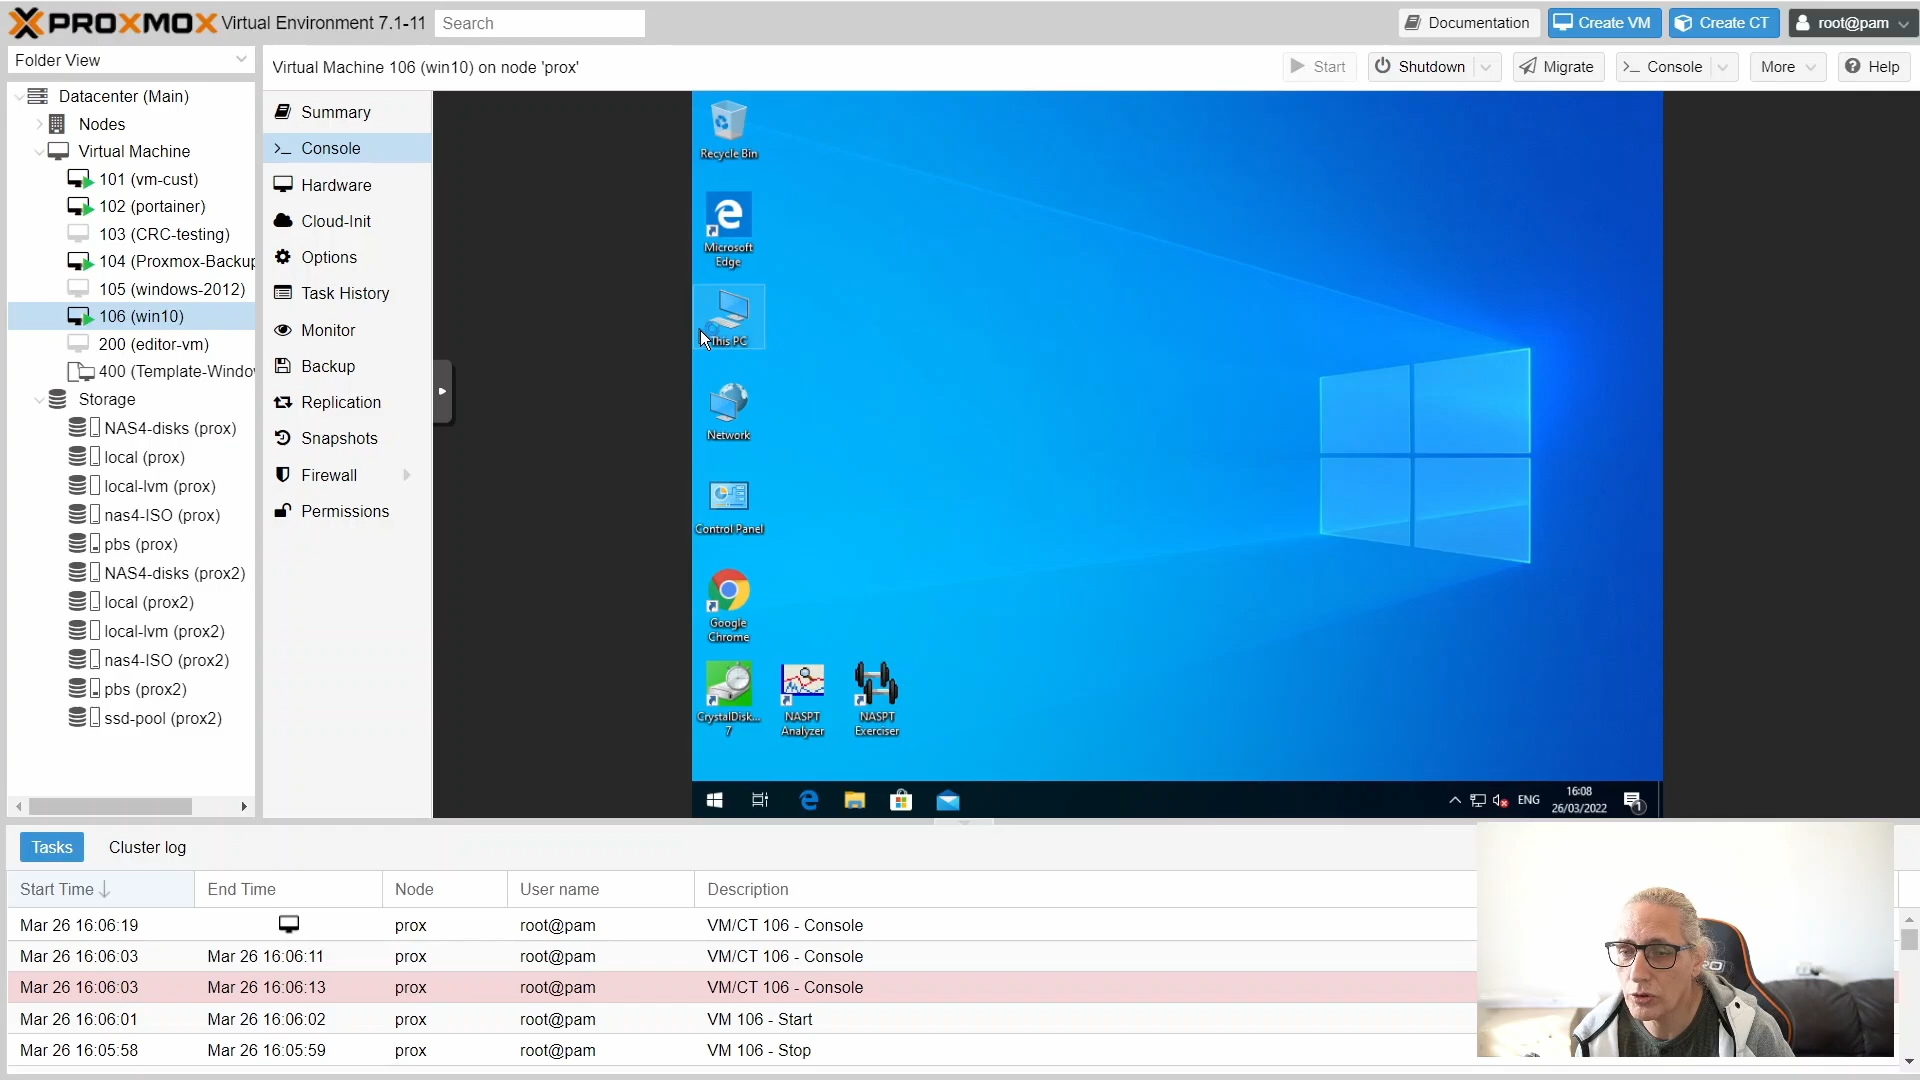 PROXMOX Virtual Environment 7.1-11
Search
Documentation
Create VM
Create CT
root@pam
Folder View
Virtual Machine 106 (win10) on node 'prox'
Start
Shutdown
Migrate
>_ Console
More
Help
Datacenter (Main)
Nodes
Virtual Machine
101 (vm-cust)
102 (portainer)
103 (CRC-testing)
104 (Proxmox-Backup
105 (windows-2012)
106 (win10)
200 (editor-vm)
400 (Template-Windo
Storage
NAS4-disks (prox)
local (prox)
local-lvm (prox)
nas4-ISO (prox)
pbs (prox)
NAS4-disks (prox2)
local (prox2)
local-lvm (prox2)
nas4-ISO (prox2)
pbs (prox2)
ssd-pool (prox2)
Summary
>_ Console
Hardware
Cloud-Init
Options
Task History
Monitor
Backup
Replication
Snapshots
Firewall
Permissions
Recycle Bin
Microsoft
Edge
This PC
Network
Control Panel
Google
Chrome
CrystalDisk...
7
NASPT
Analyzer
NASPT
Exerciser
ENG
16:08
26/03/2022
1
Tasks
Cluster log
Start Time
End Time
Node
User name
Description
Mar 26 16:06:19 prox root@pam VM/CT 106 - Console
Mar 26 16:06:03 Mar 26 16:06:11 prox root@pam VM/CT 106 - Console
Mar 26 16:06:03 Mar 26 16:06:13 prox root@pam VM/CT 106 - Console
Mar 26 16:06:01 Mar 26 16:06:02 prox root@pam VM 106 - Start
Mar 26 16:05:58 Mar 26 16:05:59 prox root@pam VM 106 - Stop